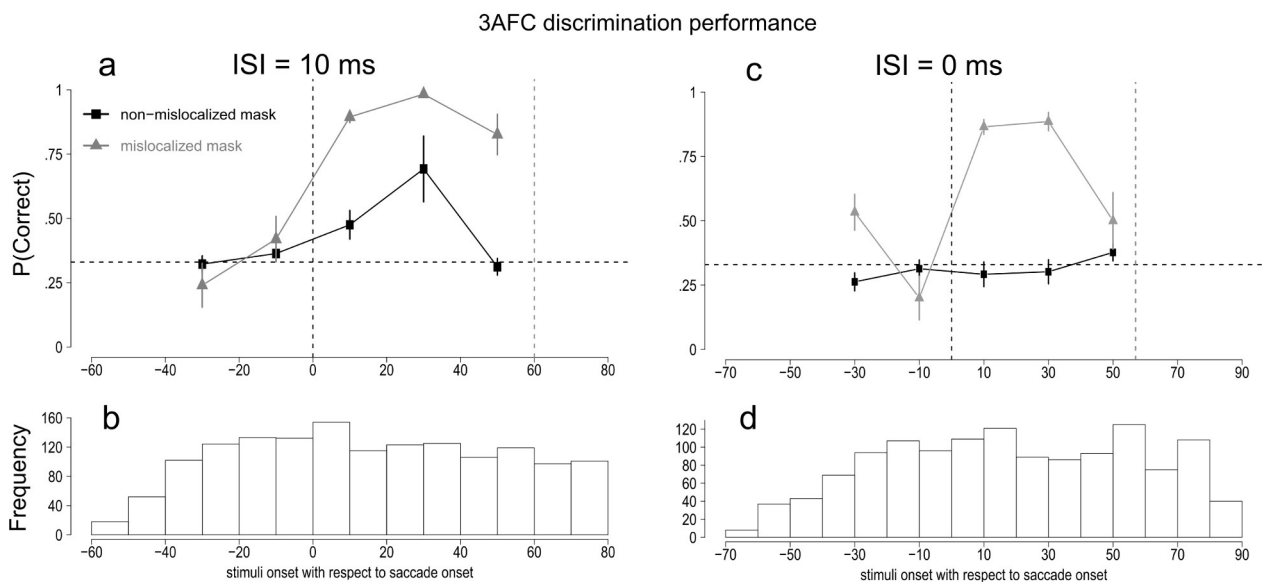 3AFC discrimination performance
a
ISI = 10 ms
c
ISI = 0 ms
non−mislocalized mask
mislocalized mask
P(Correct)
1
.75
.50
.25
0
−60 −40 −20 0 20 40 60 80
1
.75
.50
.25
0
−70 −50 −30 −10 10 30 50 70 90
b
Frequency
160
120
80
40
0
−60 −40 −20 0 20 40 60 80
stimuli onset with respect to saccade onset
d
120
100
80
60
40
20
0
−70 −50 −30 −10 10 30 50 70 90
stimuli onset with respect to saccade onset